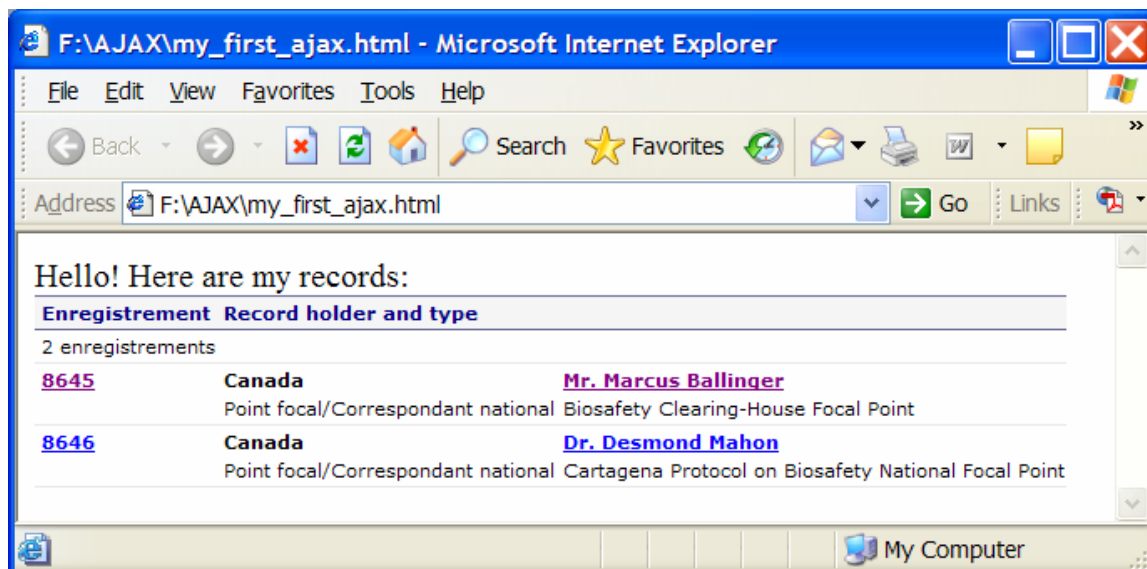 F:\AJAX\my_first_ajax.html - Microsoft Internet Explorer
File Edit View Favorites Tools Help
Back Search Favorites W »
Address F:\AJAX\my_first_ajax.html Go Links
Hello! Here are my records:
Enregistrement Record holder and type
2 enregistrements
8645 Canada Mr. Marcus Ballinger
Point focal/Correspondant national Biosafety Clearing-House Focal Point
8646 Canada Dr. Desmond Mahon
Point focal/Correspondant national Cartagena Protocol on Biosafety National Focal Point
My Computer